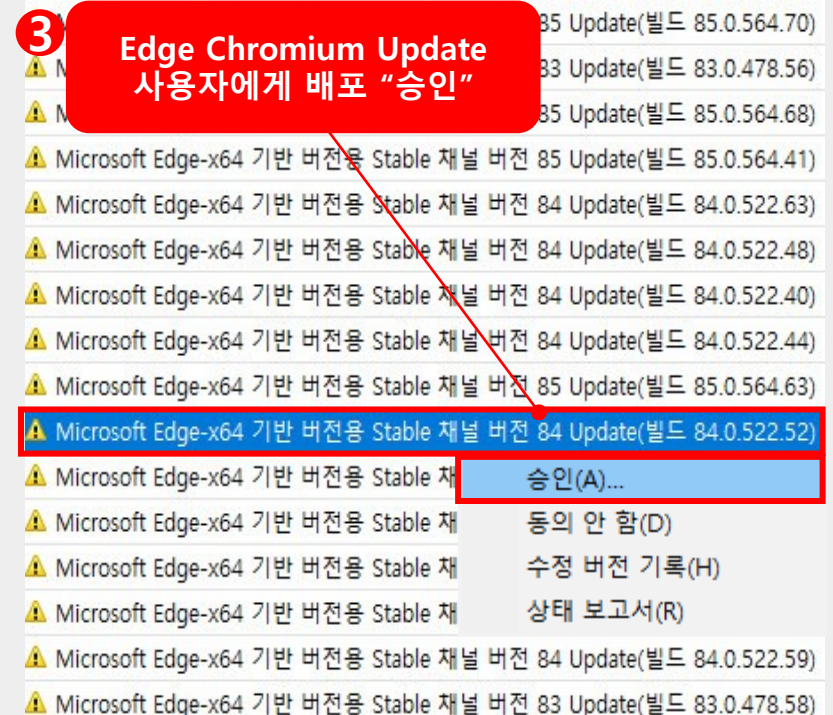 3
Edge Chromium Update
사용자에게 배포 “승인”
85 Update(빌드 85.0.564.70)
83 Update(빌드 83.0.478.56)
85 Update(빌드 85.0.564.68)
Microsoft Edge-x64 기반 버전용 Stable 채널 버전 85 Update(빌드 85.0.564.41)
Microsoft Edge-x64 기반 버전용 Stable 채널 버전 84 Update(빌드 84.0.522.63)
Microsoft Edge-x64 기반 버전용 Stable 채널 버전 84 Update(빌드 84.0.522.48)
Microsoft Edge-x64 기반 버전용 Stable 채널 버전 84 Update(빌드 84.0.522.40)
Microsoft Edge-x64 기반 버전용 Stable 채널 버전 84 Update(빌드 84.0.522.44)
Microsoft Edge-x64 기반 버전용 Stable 채널 버전 85 Update(빌드 85.0.564.63)
Microsoft Edge-x64 기반 버전용 Stable 채널 버전 84 Update(빌드 84.0.522.52)
Microsoft Edge-x64 기반 버전용 Stable 채
승인(A)...
Microsoft Edge-x64 기반 버전용 Stable 채
동의 안 함(D)
Microsoft Edge-x64 기반 버전용 Stable 채
수정 버전 기록(H)
Microsoft Edge-x64 기반 버전용 Stable 채
상태 보고서(R)
Microsoft Edge-x64 기반 버전용 Stable 채널 버전 84 Update(빌드 84.0.522.59)
Microsoft Edge-x64 기반 버전용 Stable 채널 버전 83 Update(빌드 83.0.478.58)